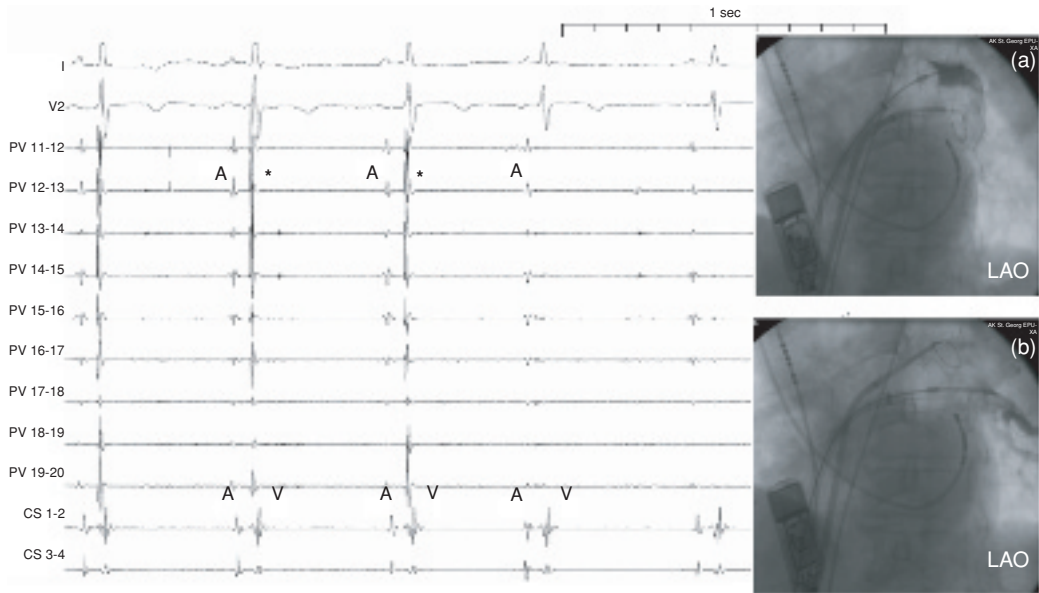 1 sec
I
V2
PV 11-12
PV 12-13
PV 13-14
PV 14-15
PV 15-16
PV 16-17
PV 17-18
PV 18-19
PV 19-20
CS 1-2
CS 3-4
A * A * A
A V A V A V
AK St. Georg EPU-
XA
(a)
LAO
AK St. Georg EPU-
XA
(b)
LAO